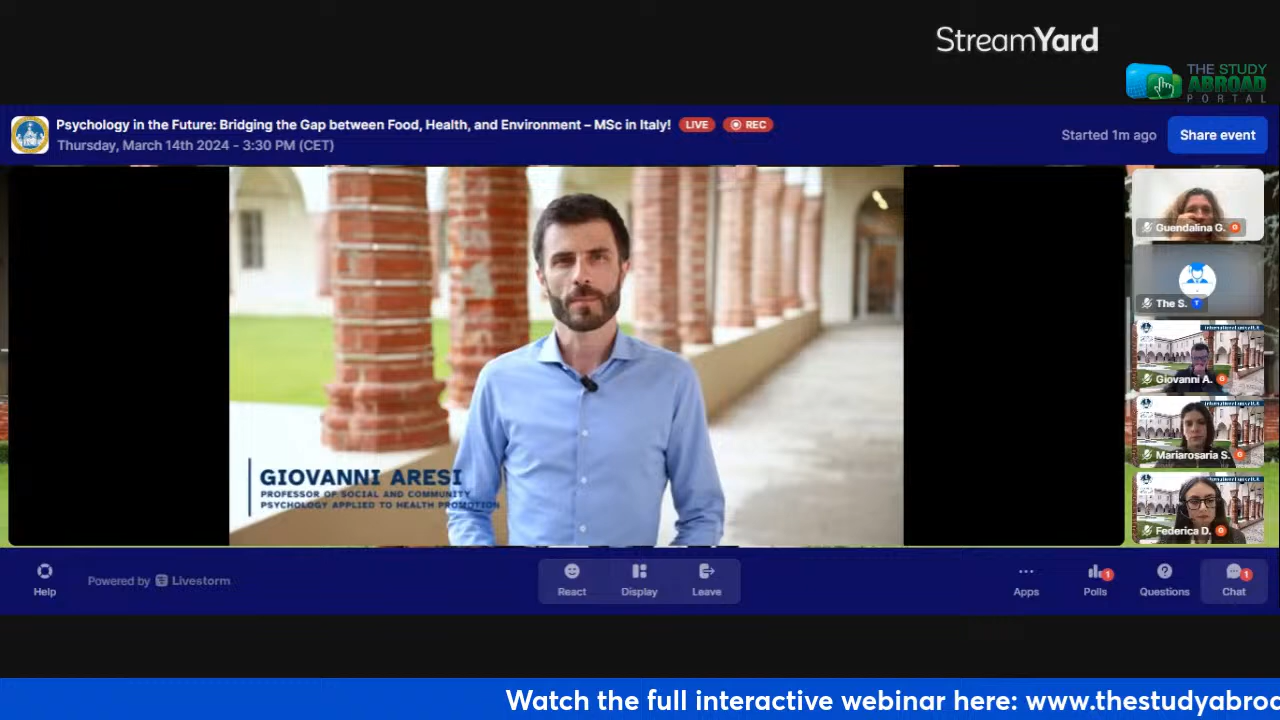 StreamYard
THE STUDY
ABROAD
PORTAL
Psychology in the Future: Bridging the Gap between Food, Health, and Environment – MSc in Italy! LIVE REC
Thursday, March 14th 2024 - 3:30 PM (CET)
Started 1m ago
Share event
Guendalina G. G
The S. T
Giovanni A. G
Mariarosaria S. G
Federica D. G
GIOVANNI ARESI
PROFESSOR OF SOCIAL AND COMMUNITY
PSYCHOLOGY APPLIED TO HEALTH PROMOTION
Help
Powered by Livestorm
React
Display
Leave
Apps
1
Polls
Questions
1
Chat
Watch the full interactive webinar here: www.thestudyabroa